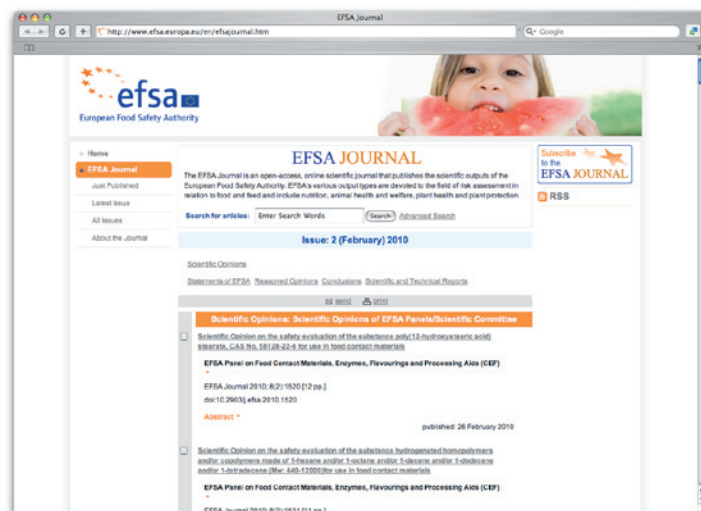 EFSA Journal
http://www.efsa.europa.eu/en/efsajournal.htm
Google
efsa
European Food Safety Authority
Home
EFSA Journal
Just Published
Latest Issue
All Issues
About the Journal
EFSA JOURNAL
The EFSA Journal is an open-access, online scientific journal that publishes the scientific outputs of the
European Food Safety Authority. EFSA's various output types are devoted to the field of risk assessment in
relation to food and feed and include nutrition, animal health and welfare, plant health and plant protection.
Search for articles: Enter Search Words Search Advanced Search
Subscribe
to the
EFSA JOURNAL
RSS
Issue: 2 (February) 2010
Scientific Opinions
Statements of EFSA Reasoned Opinions Conclusions Scientific and Technical Reports
send print
Scientific Opinions: Scientific Opinions of EFSA Panels/Scientific Committee
Scientific Opinion on the safety evaluation of the substance poly(12-hydroxystearic acid)
stearate, CAS No. 58128-22-6 for use in food contact materials
EFSA Panel on Food Contact Materials, Enzymes, Flavourings and Processing Aids (CEF)
EFSA Journal 2010; 8(2):1520 [12 pp.]
doi:10.2903/j.efsa.2010.1520
Abstract
published: 26 February 2010
Scientific Opinion on the safety evaluation of the substance hydrogenated homopolymers
and/or copolymers made of 1-hexene and/or 1-octene and/or 1-decene and/or 1-dodecene
and/or 1-tetradecene (Mw: 440-12000)for use in food contact materials
EFSA Panel on Food Contact Materials, Enzymes, Flavourings and Processing Aids (CEF)
EFSA Journal 2010; 8(2):1521 [11 pp.]